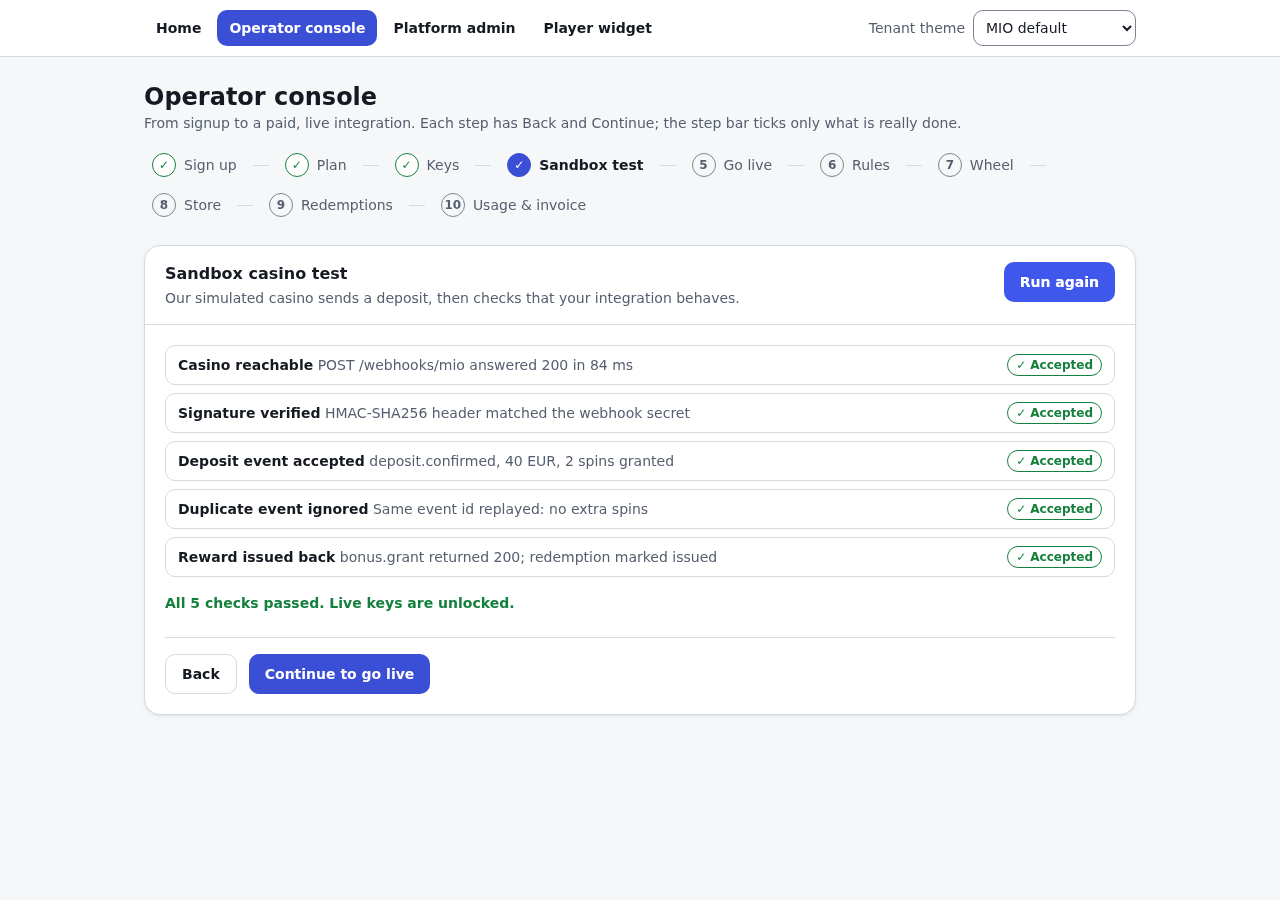 Home Operator console Platform admin Player widget Tenant theme MIO default
Operator console
From signup to a paid, live integration. Each step has Back and Continue; the step bar ticks only what is really done.
✓ Sign up — ✓ Plan — ✓ Keys — ✓ Sandbox test — 5 Go live — 6 Rules — 7 Wheel —
8 Store — 9 Redemptions — 10 Usage & invoice
Sandbox casino test
Run again
Our simulated casino sends a deposit, then checks that your integration behaves.
Casino reachable POST /webhooks/mio answered 200 in 84 ms ✓ Accepted
Signature verified HMAC-SHA256 header matched the webhook secret ✓ Accepted
Deposit event accepted deposit.confirmed, 40 EUR, 2 spins granted ✓ Accepted
Duplicate event ignored Same event id replayed: no extra spins ✓ Accepted
Reward issued back bonus.grant returned 200; redemption marked issued ✓ Accepted
All 5 checks passed. Live keys are unlocked.
Back Continue to go live